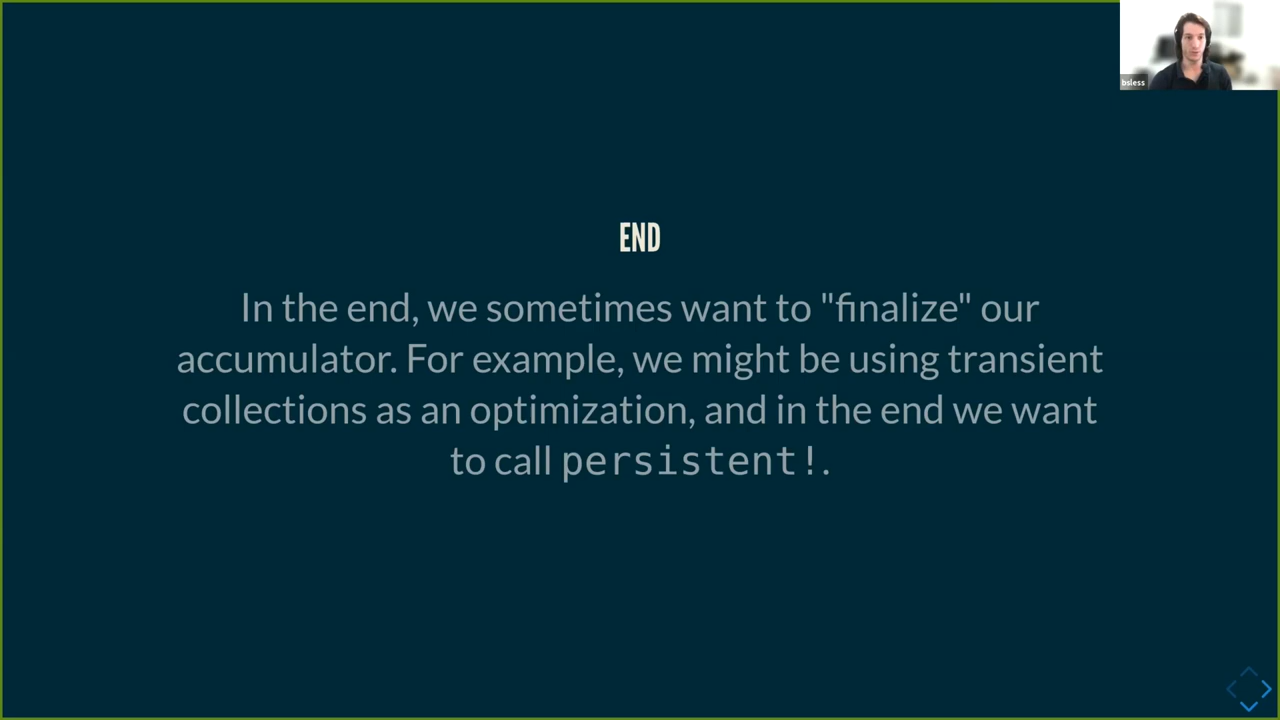 bsless
END
In the end, we sometimes want to "finalize" our
accumulator. For example, we might be using transient
collections as an optimization, and in the end we want
to call persistent!.